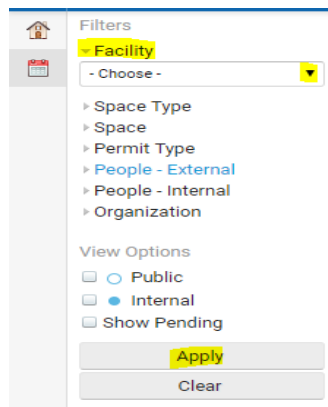 Filters
Facility
- Choose -
Space Type
Space
Permit Type
People - External
People - Internal
Organization
View Options
Public
Internal
Show Pending
Apply
Clear